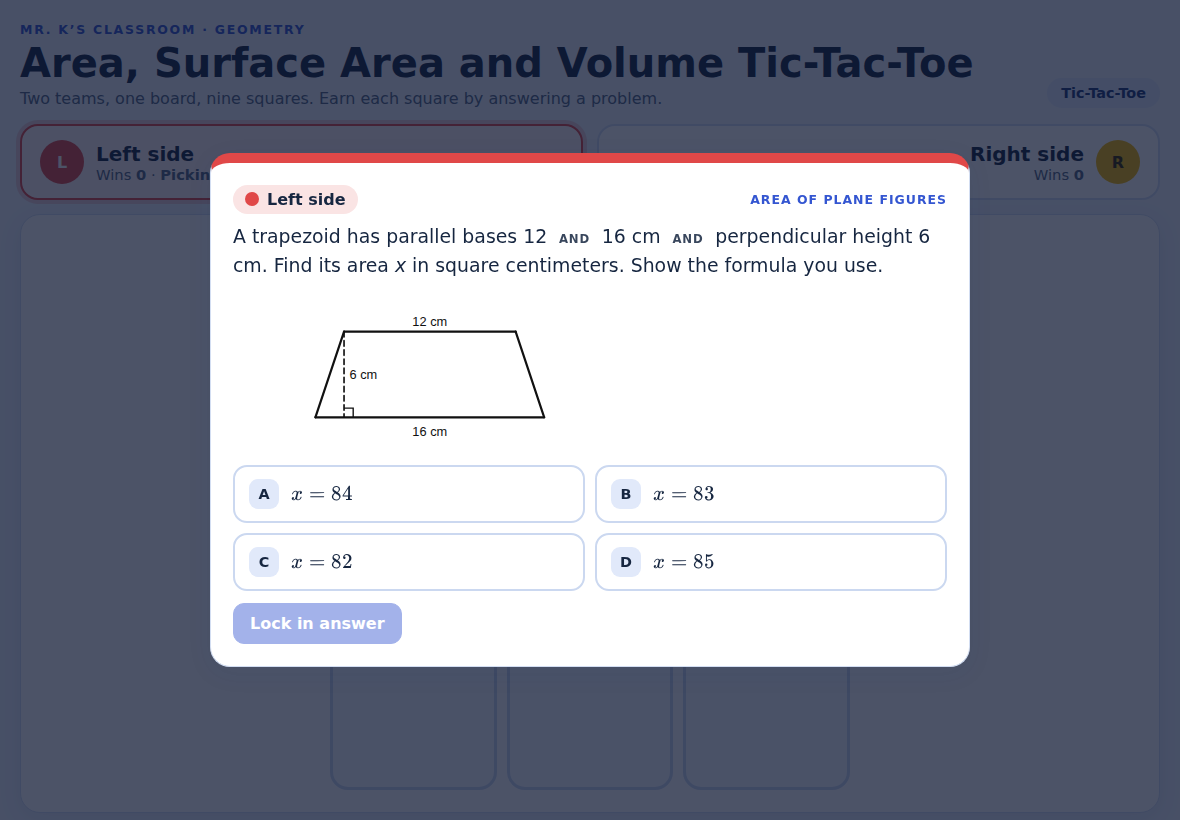 MR. K'S CLASSROOM · GEOMETRY
Area, Surface Area and Volume Tic-Tac-Toe
Two teams, one board, nine squares. Earn each square by answering a problem.
Tic-Tac-Toe
L
Left side
Wins 0 · Pickin
Right side
Wins 0
R
Left side
AREA OF PLANE FIGURES
A trapezoid has parallel bases 12 AND 16 cm AND perpendicular height 6
cm. Find its area x in square centimeters. Show the formula you use.
12 cm
6 cm
16 cm
A x = 84
B x = 83
C x = 82
D x = 85
Lock in answer